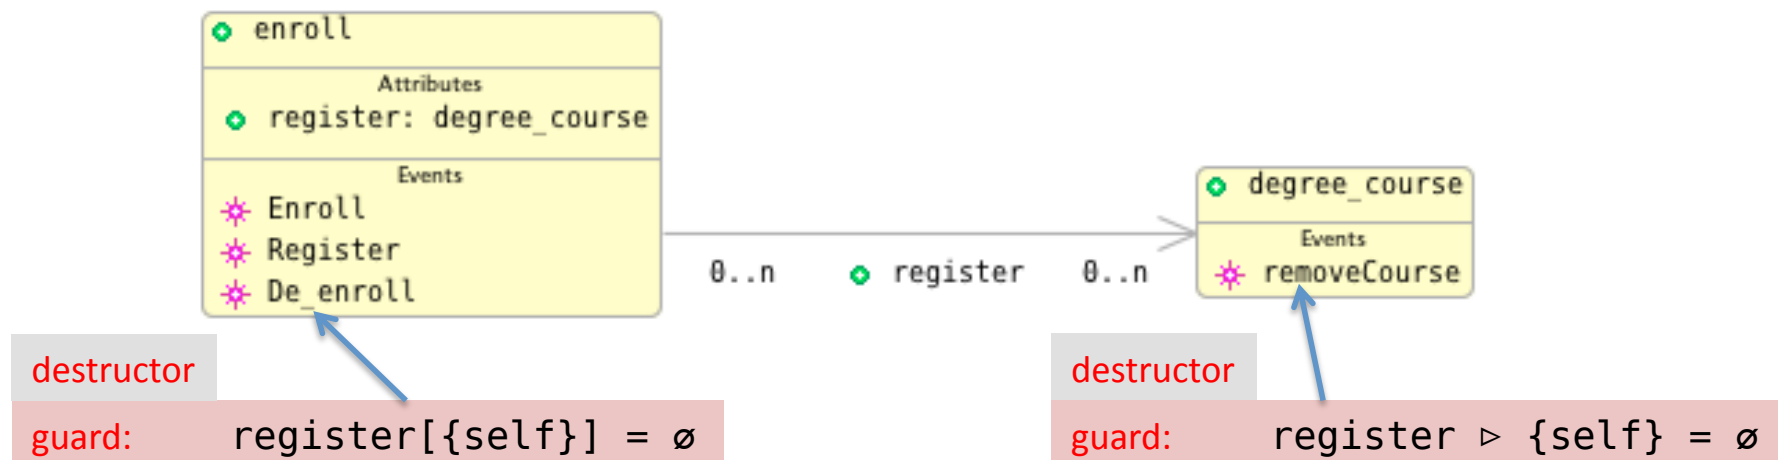 enroll
Attributes
register: degree_course
Events
Enroll
Register
De_enroll
0..n register 0..n
degree_course
Events
removeCourse
destructor
guard: register[{self}] = ∅
destructor
guard: register ▷ {self} = ∅